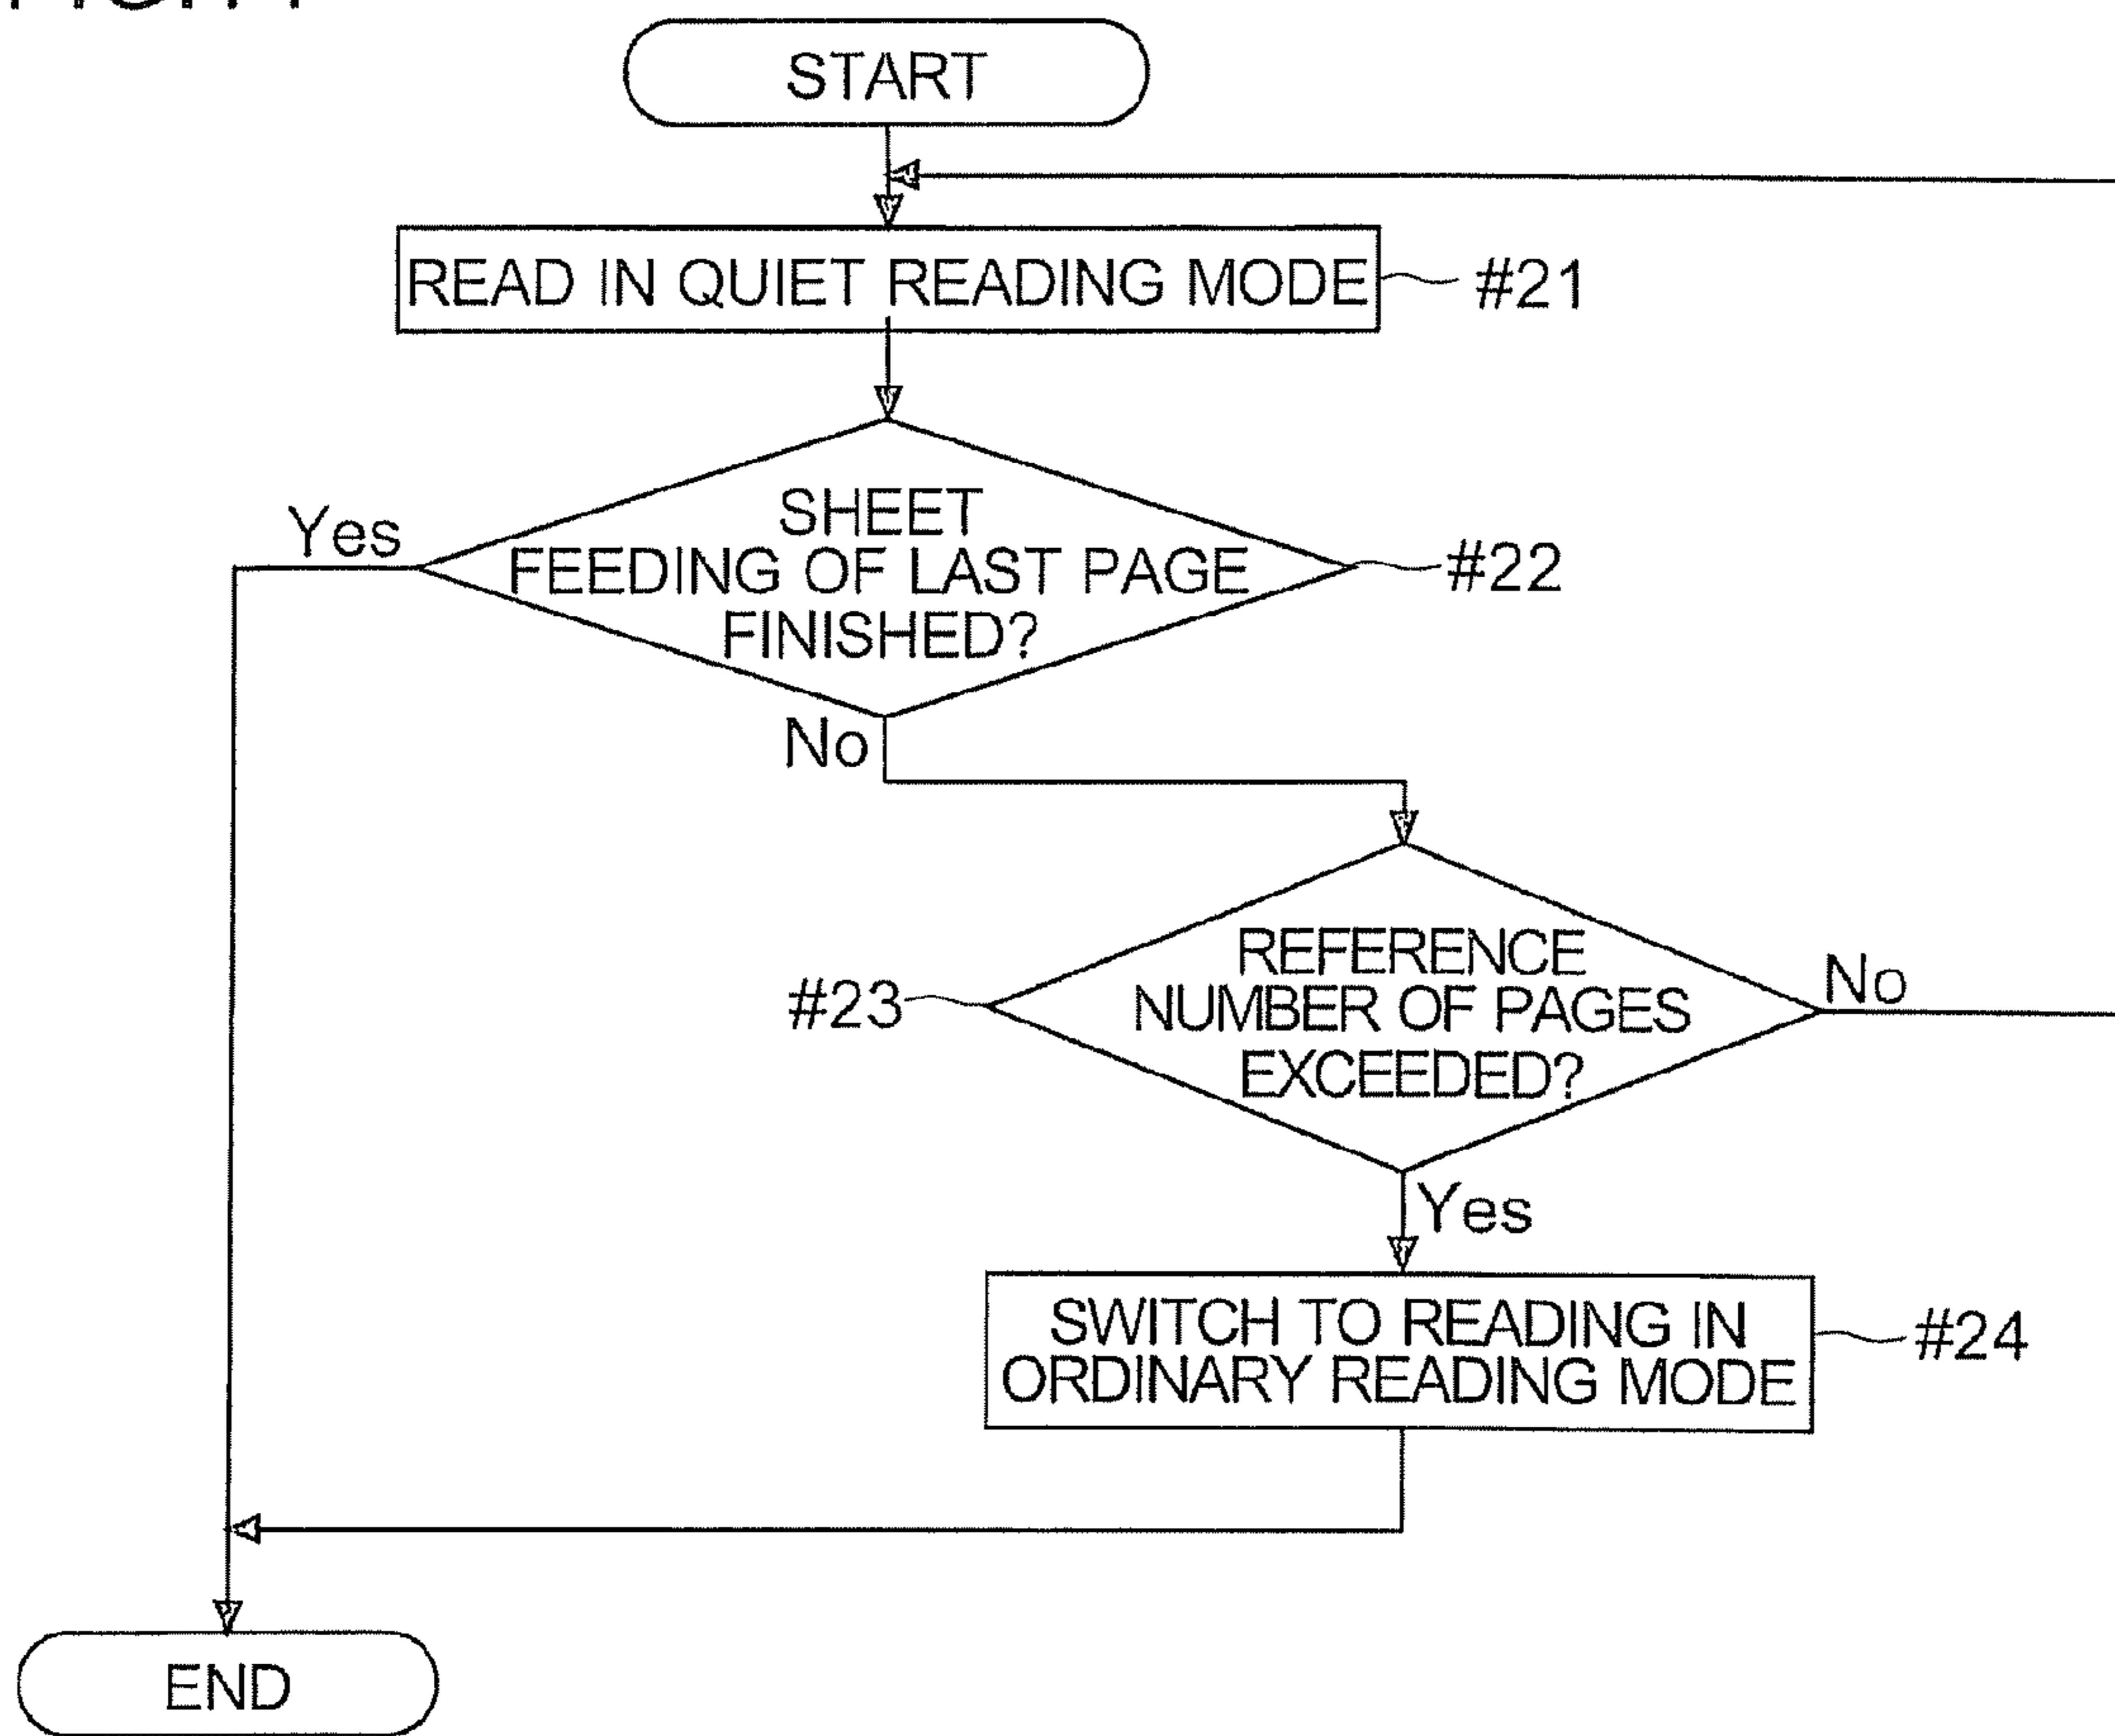 START
READ IN QUIET READING MODE
#21
SHEET
FEEDING OF LAST PAGE
FINISHED?
#22
Yes
No
REFERENCE
NUMBER OF PAGES
EXCEEDED?
#23
No
Yes
SWITCH TO READING IN
ORDINARY READING MODE
#24
END